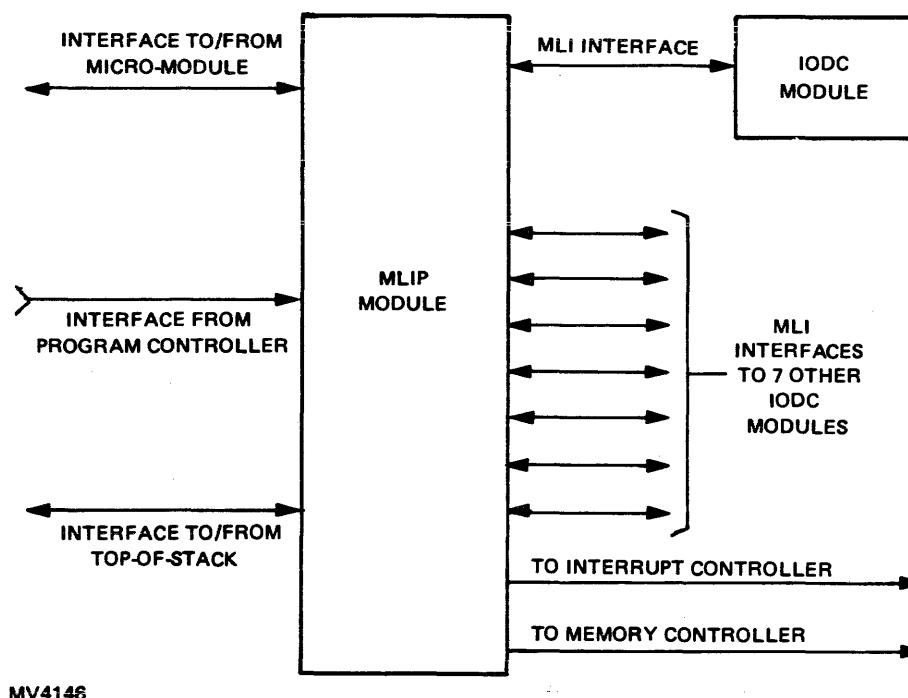 INTERFACE TO/FROM
MICRO-MODULE
MLI INTERFACE
IODC
MODULE
MLIP
MODULE
INTERFACE FROM
PROGRAM CONTROLLER
MLI
INTERFACES
TO 7 OTHER
IODC
MODULES
INTERFACE TO/FROM
TOP-OF-STACK
TO INTERRUPT CONTROLLER
TO MEMORY CONTROLLER
MV4146